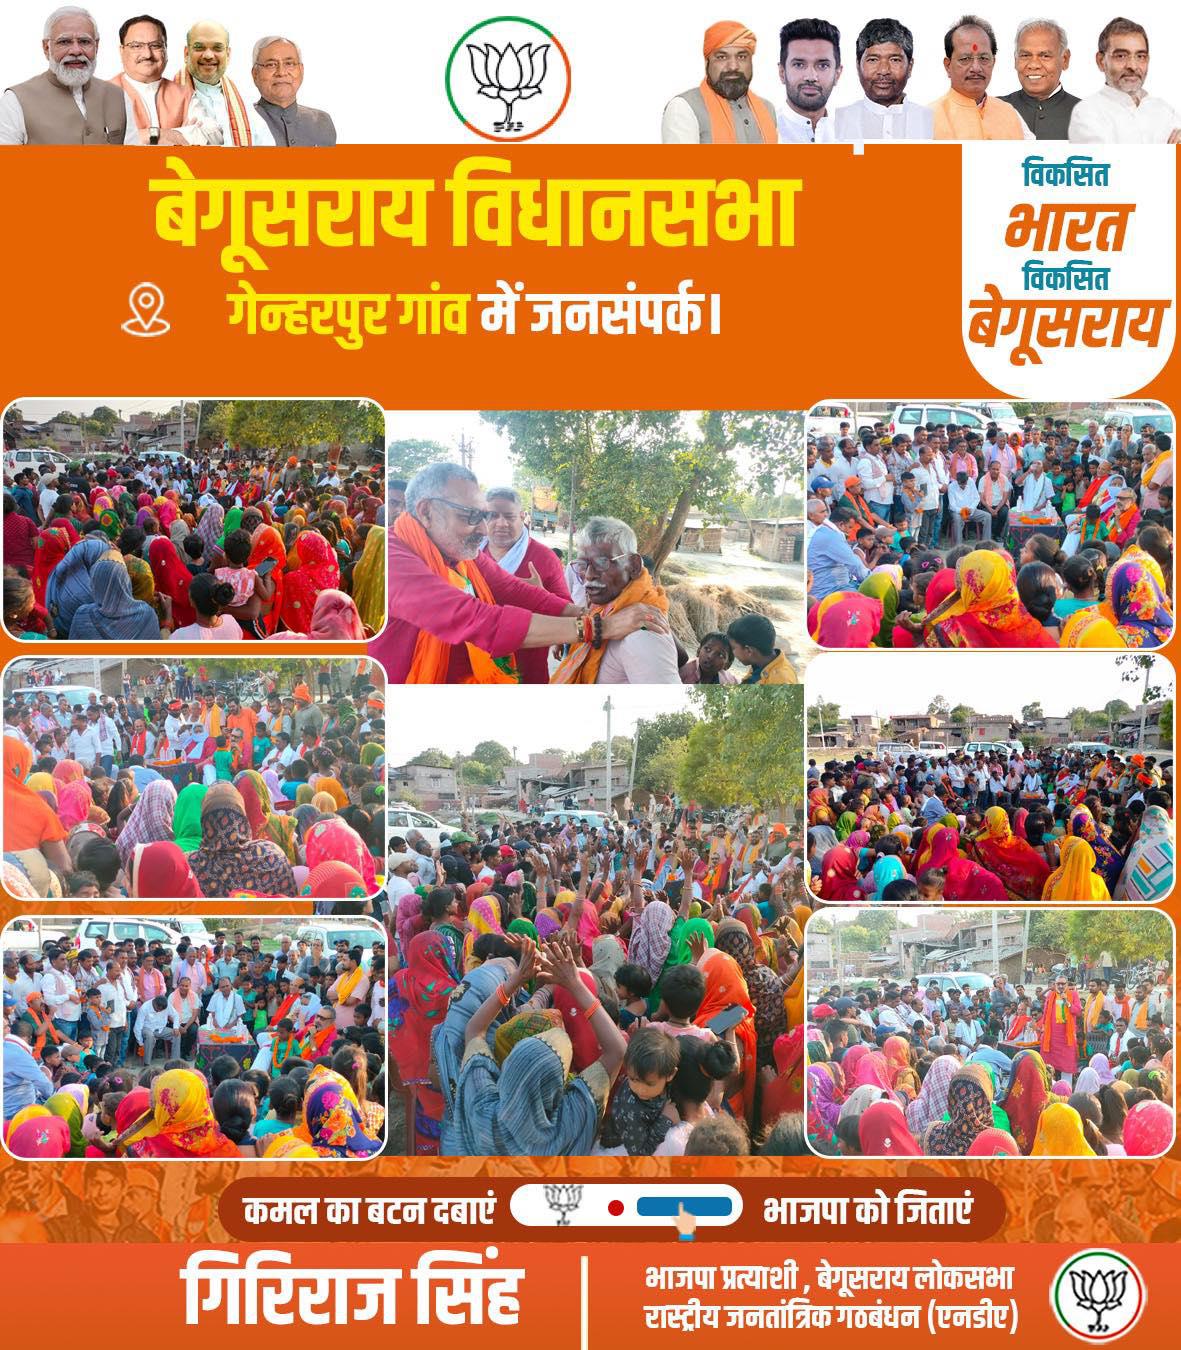 बेगूसराय विधानसभा
गेन्हरपुर गांव में जनसंपर्क।
विकसित
भारत
विकसित
बेगूसराय
कमल का बटन दबाएं
भाजपा को जिताएं
गिरिराज सिंह
भाजपा प्रत्याशी, बेगूसराय लोकसभा
रास्ट्रीय जनतांत्रिक गठबंधन (एनडीए)